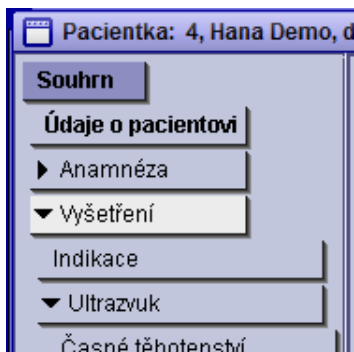 Pacientka: 4, Hana Demo, d
Souhrn
Údaje o pacientovi
Anamnéza
Vyšetření
Indikace
Ultrazvuk
Časné těhotenství